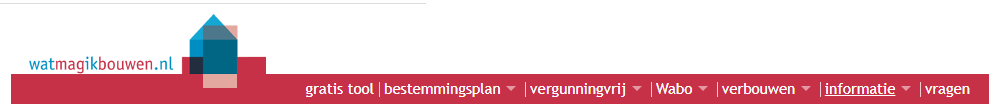 watmagikbouwen.nl
gratis tool | bestemmingsplan | vergunningvrij | Wabo | verbouwen | informatie | vragen